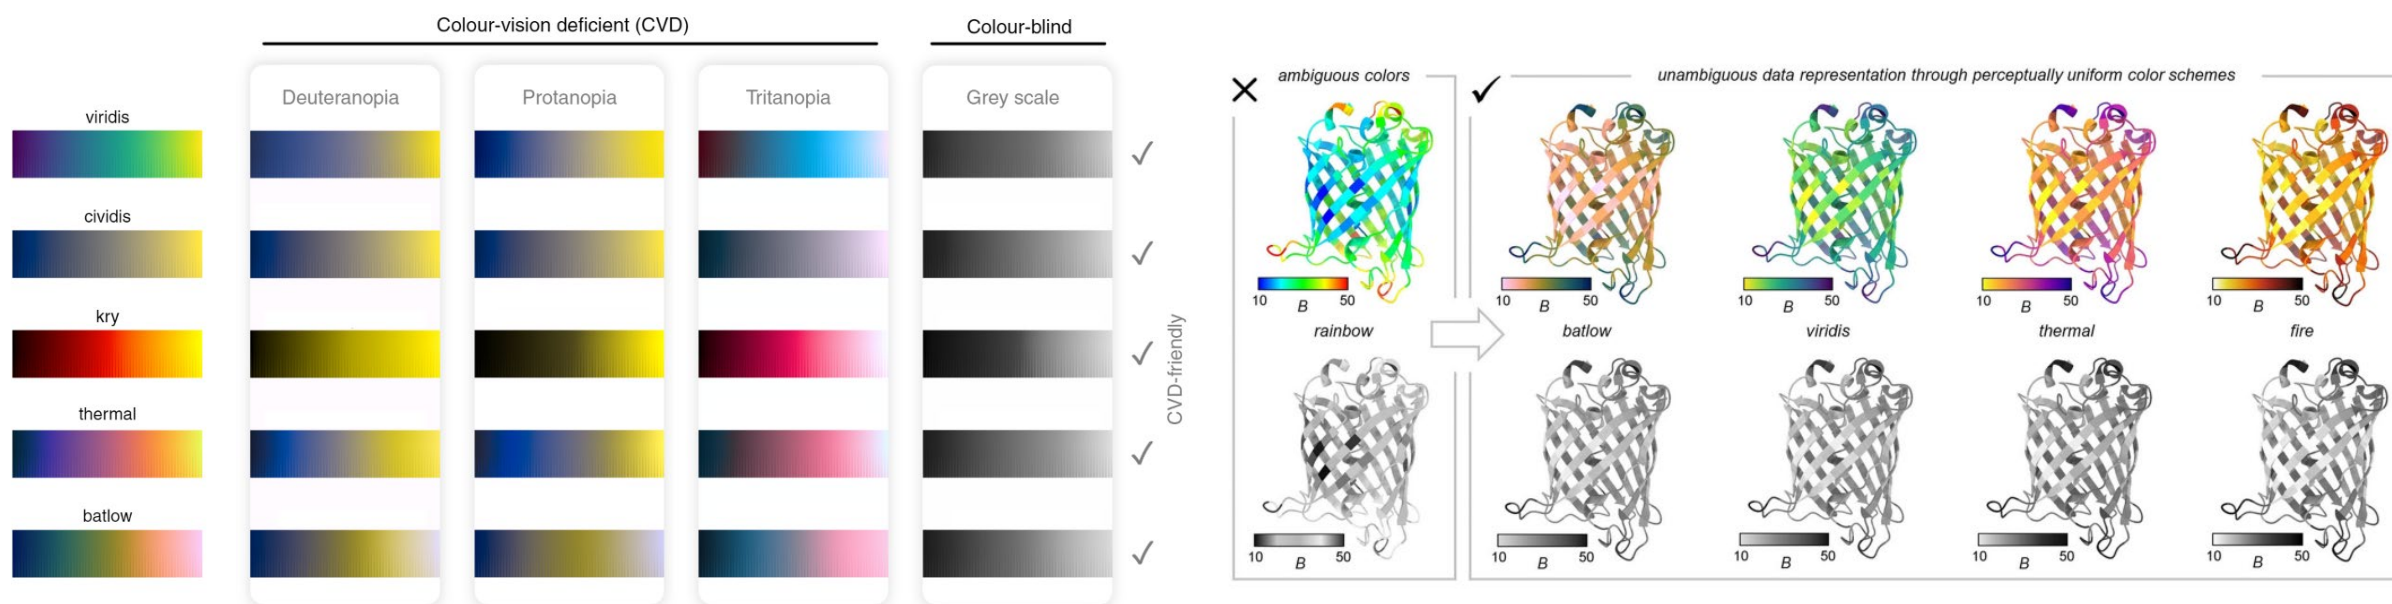 Colour-vision deficient (CVD)
Colour-blind
Deuteranopia
Protanopia
Tritanopia
Grey scale
viridis
cividis
kry
thermal
batlow
CVD-friendly
ambiguous colors
unambiguous data representation through perceptually uniform color schemes
10 50
B
rainbow
10 50
B
batlow
10 50
B
viridis
10 50
B
thermal
10 50
B
fire
10 50
B
10 50
B
10 50
B
10 50
B
10 50
B